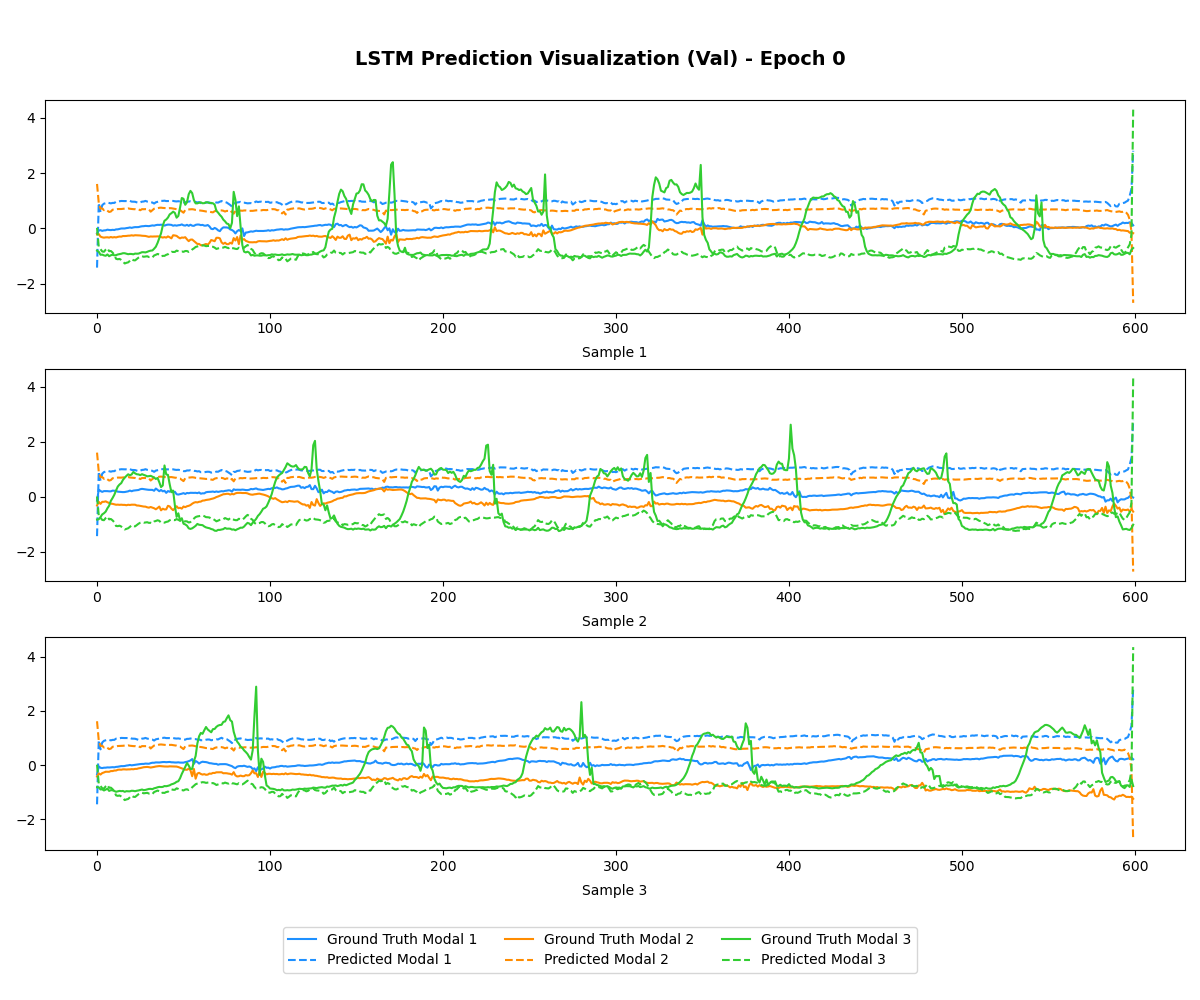 LSTM Prediction Visualization (Val) - Epoch 0
4
2
0
−2
0 100 200 300 400 500 600
Sample 1
4
2
0
−2
0 100 200 300 400 500 600
Sample 2
4
2
0
−2
0 100 200 300 400 500 600
Sample 3
Ground Truth Modal 1 Ground Truth Modal 2 Ground Truth Modal 3
Predicted Modal 1 Predicted Modal 2 Predicted Modal 3